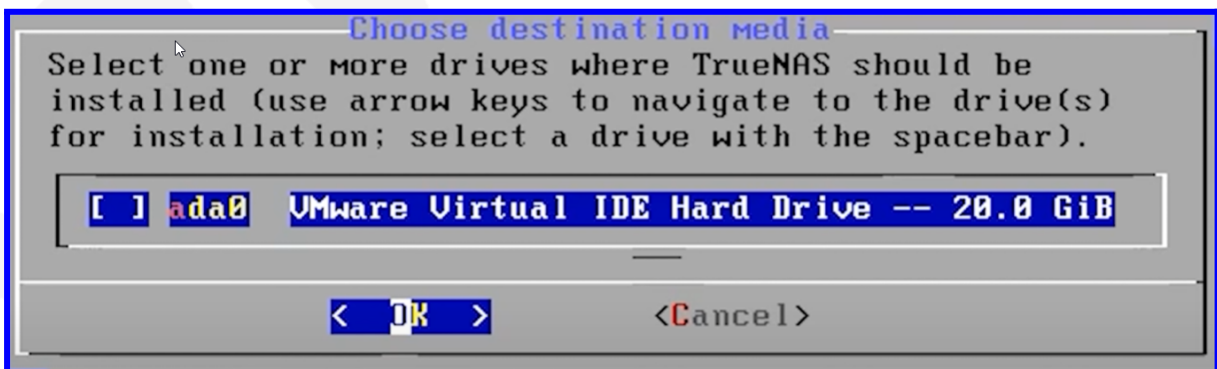 Choose destination media
Select one or more drives where TrueNAS should be
installed (use arrow keys to navigate to the drive(s)
for installation; select a drive with the spacebar).
[ ] ada0 VMware Virtual IDE Hard Drive -- 20.0 GiB
< OK > <Cancel>